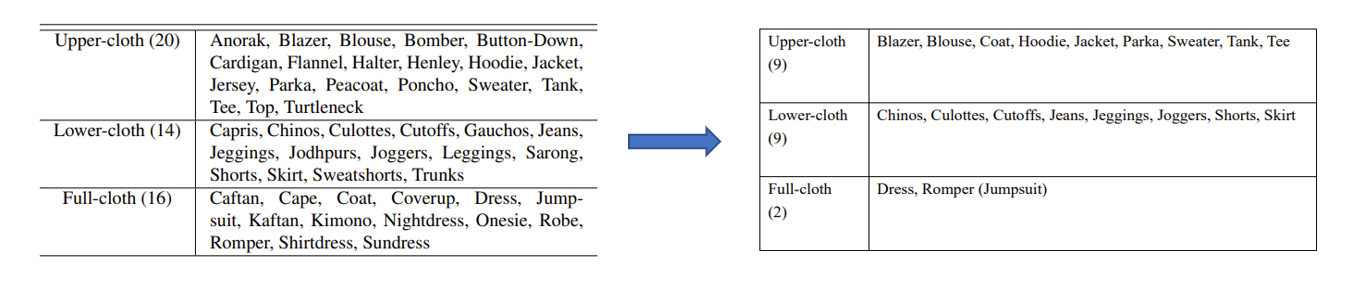 Upper-cloth (20) Anorak, Blazer, Blouse, Bomber, Button-Down,
Cardigan, Flannel, Halter, Henley, Hoodie, Jacket,
Jersey, Parka, Peacoat, Poncho, Sweater, Tank,
Tee, Top, Turtleneck
Lower-cloth (14) Capris, Chinos, Culottes, Cutoffs, Gauchos, Jeans,
Jeggings, Jodhpurs, Joggers, Leggings, Sarong,
Shorts, Skirt, Sweatshorts, Trunks
Full-cloth (16) Caftan, Cape, Coat, Coverup, Dress, Jump-
suit, Kaftan, Kimono, Nightdress, Onesie, Robe,
Romper, Shirtdress, Sundress
Upper-cloth Blazer, Blouse, Coat, Hoodie, Jacket, Parka, Sweater, Tank, Tee
(9)
Lower-cloth Chinos, Culottes, Cutoffs, Jeans, Jeggings, Joggers, Shorts, Skirt
(9)
Full-cloth Dress, Romper (Jumpsuit)
(2)